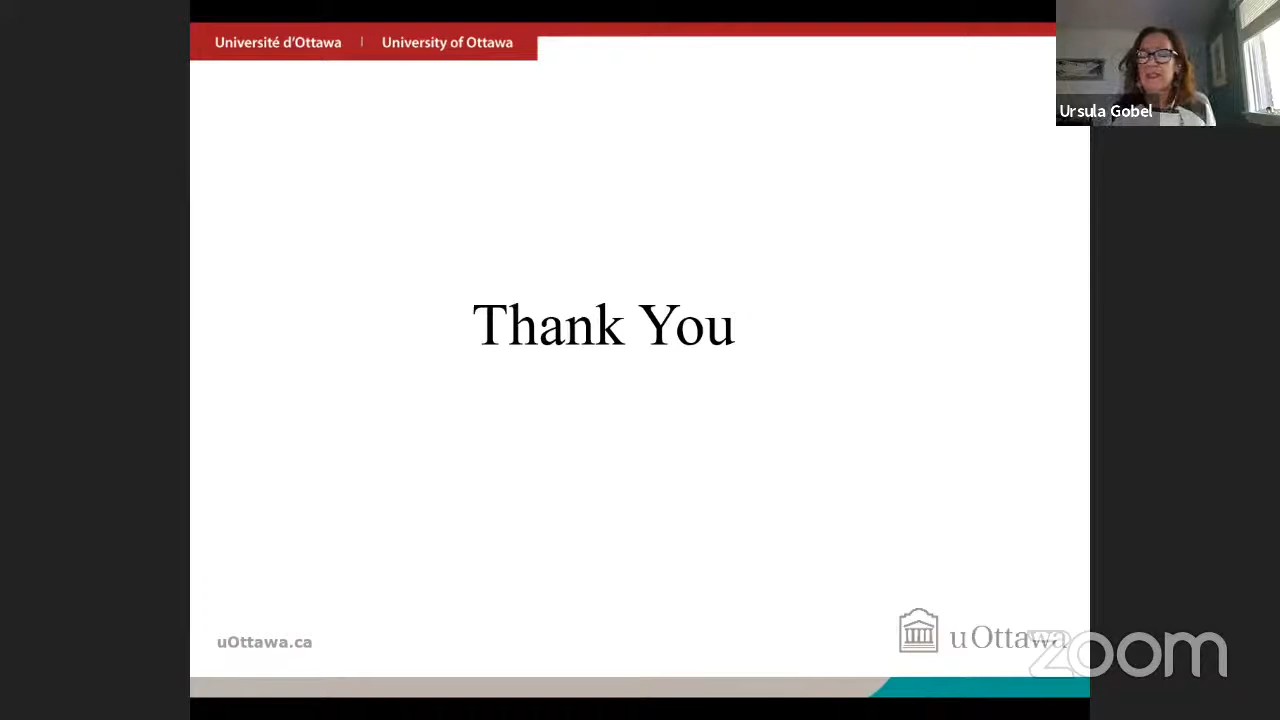 Université d'Ottawa | University of Ottawa
Ursula Gobel
Thank You
uOttawa.ca
uOttawa
zoom